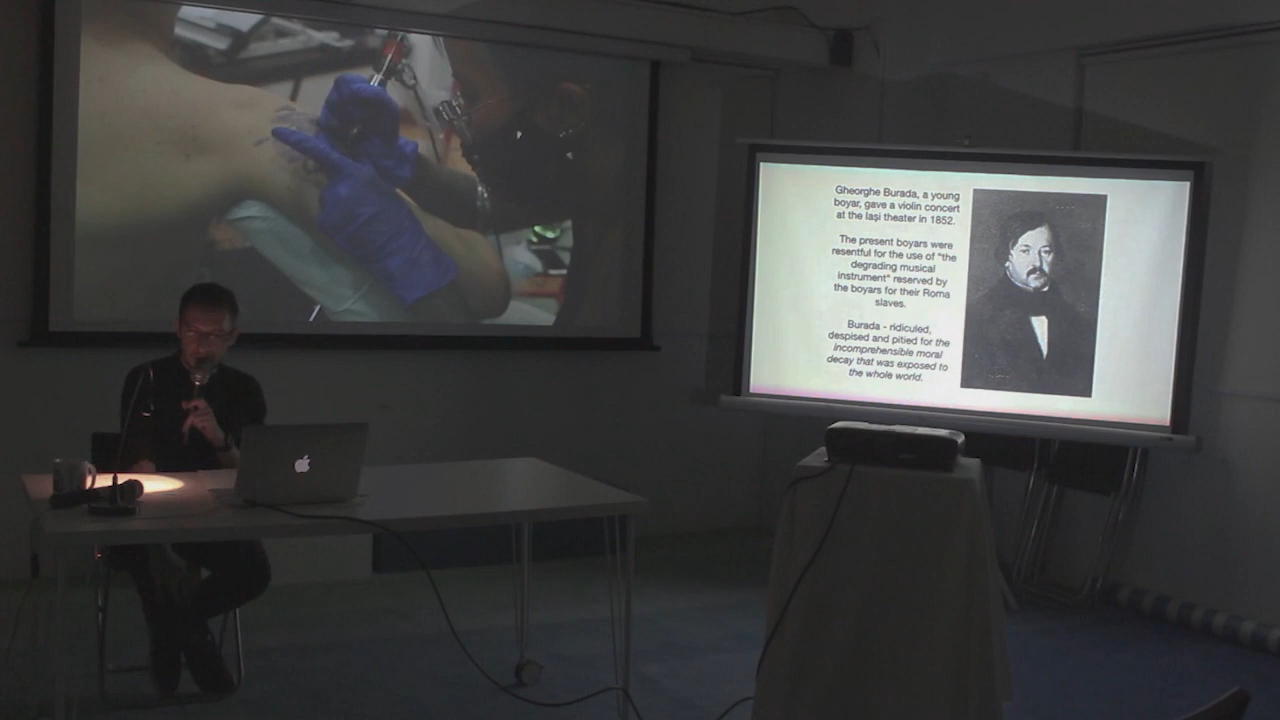 Gheorghe Burada, a young
boyar, gave a violin concert
at the Iași theater in 1852.
The present boyars were
resentful for the use of "the
degrading musical
instrument" reserved by
the boyars for their Roma
slaves.
Burada - ridiculed,
despised and pitied for the
incomprehensible moral
decay that was exposed to
the whole world.